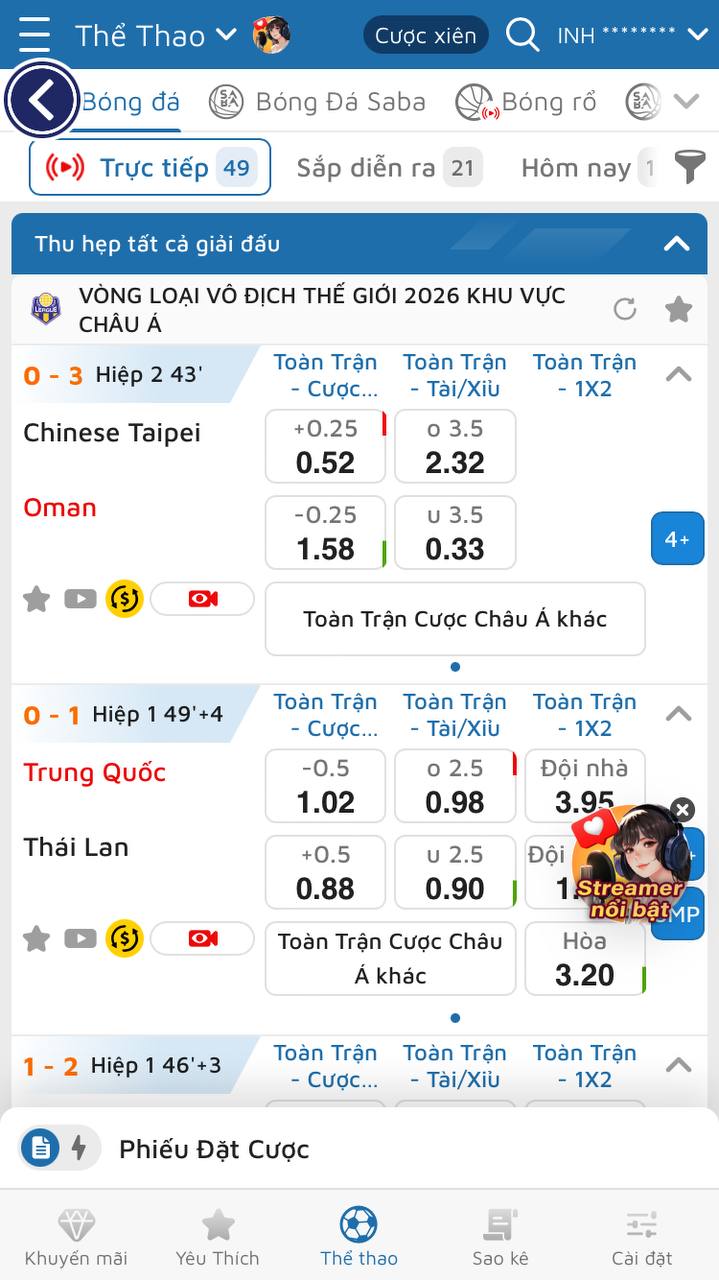 Thể Thao
Cược xiên
INH ********
Bóng đá
SABA
Bóng Đá Saba
Bóng rổ
Trực tiếp 49
Sắp diễn ra 21
Hôm nay 1
Thu hẹp tất cả giải đấu
LEAGUE
VÒNG LOẠI VÔ ĐỊCH THẾ GIỚI 2026 KHU VỰC
CHÂU Á
0 - 3 Hiệp 2 43'
Toàn Trận
- Cược...
Toàn Trận
- Tài/Xỉu
Toàn Trận
- 1X2
Chinese Taipei
+0.25
0.52
o 3.5
2.32
Oman
-0.25
1.58
u 3.5
0.33
4+
Toàn Trận Cược Châu Á khác
0 - 1 Hiệp 1 49'+4
Toàn Trận
- Cược...
Toàn Trận
- Tài/Xỉu
Toàn Trận
- 1X2
Trung Quốc
-0.5
1.02
o 2.5
0.98
Đội nhà
3.95
Thái Lan
+0.5
0.88
u 2.5
0.90
Đội
1.
Streamer
nổi bật
MP
Toàn Trận Cược Châu
Á khác
Hòa
3.20
1 - 2 Hiệp 1 46'+3
Toàn Trận
- Cược...
Toàn Trận
- Tài/Xỉu
Toàn Trận
- 1X2
Phiếu Đặt Cược
Khuyến mãi
Yêu Thích
Thể thao
Sao kê
Cài đặt